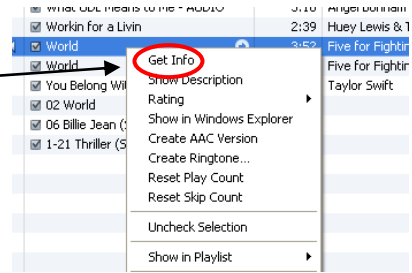 What UDL Means to Me - AUDIO 5:16 Angel Bonham
Workin for a Livin 2:39 Huey Lewis & T
World 3:52 Five for Fightin
World Five for Fightin
You Belong Wit Taylor Swift
02 World
06 Billie Jean (S
1-21 Thriller (S
Get Info
Show Description
Rating
Show in Windows Explorer
Create AAC Version
Create Ringtone...
Reset Play Count
Reset Skip Count
Uncheck Selection
Show in Playlist